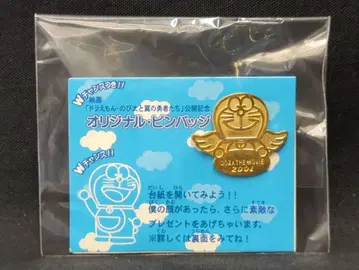 Wチャンスつき!!
映画
「ドラえもん・のび太と翼の勇者たち」公開記念
オリジナル・ピンバッジ
Wチャンス!!
DORA THE MOVIE
2001
台紙を開いてみよう!!
僕の顔があったら、さらに素敵な
プレゼントをあげちゃいます。
※詳しくは裏面をみてね!